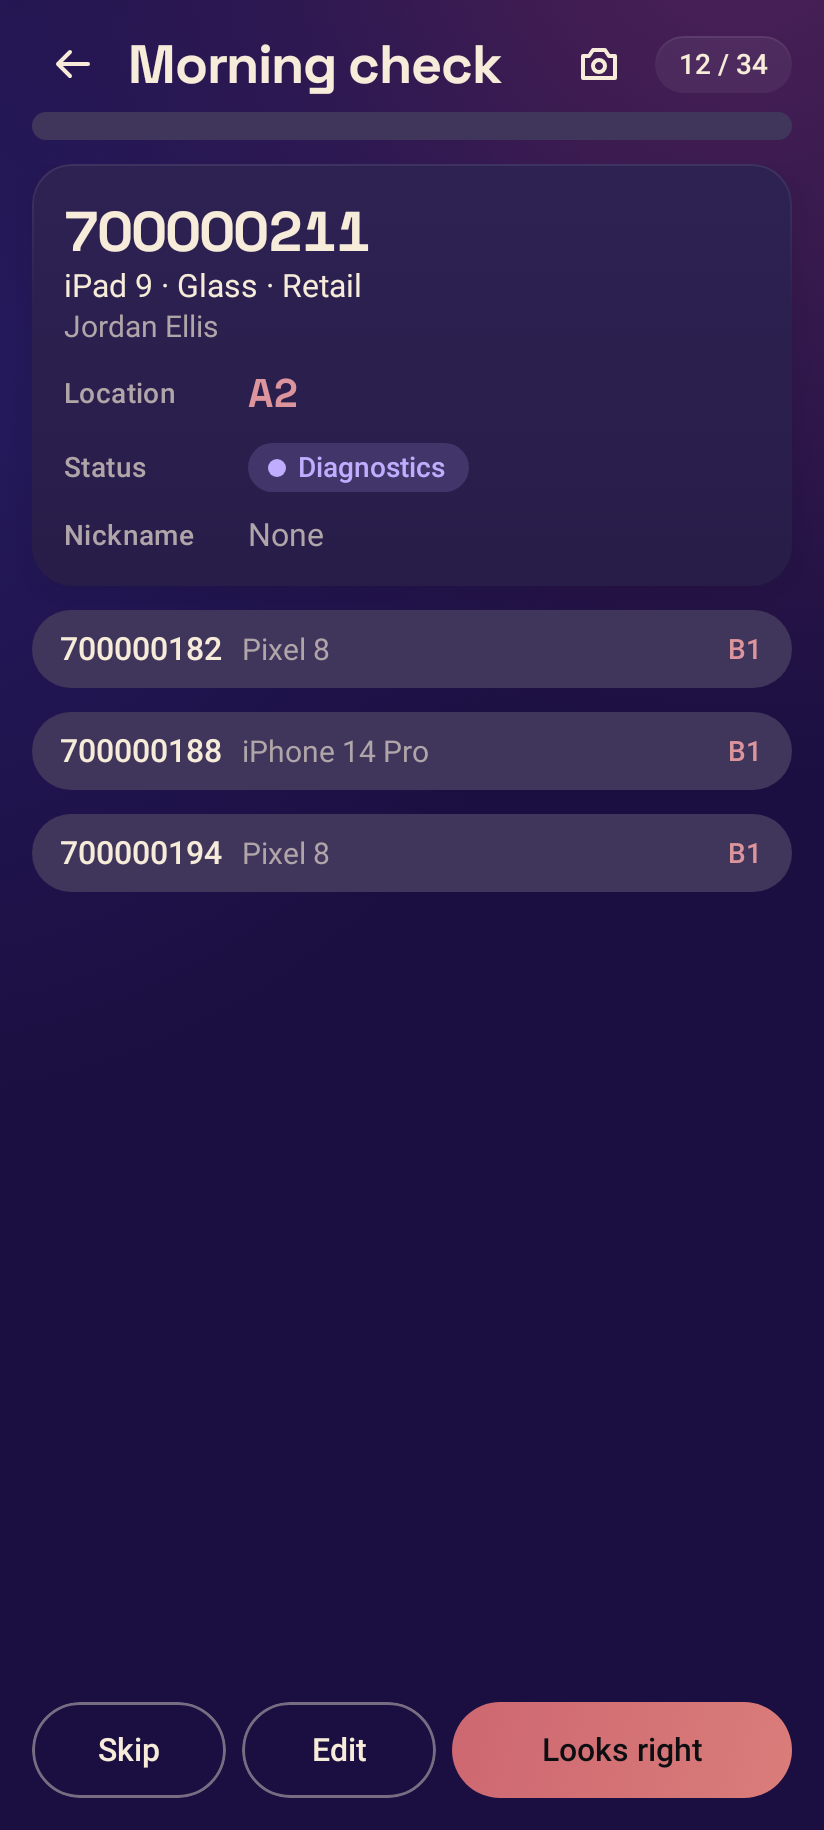 Morning check
12 / 34
700000211
iPad 9 · Glass · Retail
Jordan Ellis
Location A2
Status Diagnostics
Nickname None
700000182 Pixel 8 B1
700000188 iPhone 14 Pro B1
700000194 Pixel 8 B1
Skip Edit Looks right